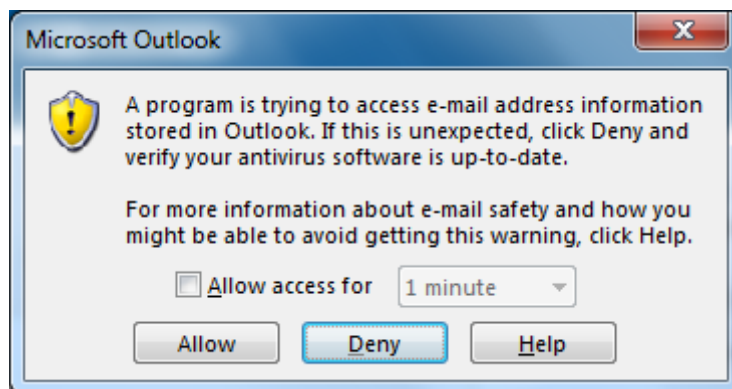 Microsoft Outlook
A program is trying to access e-mail address information
stored in Outlook. If this is unexpected, click Deny and
verify your antivirus software is up-to-date.
For more information about e-mail safety and how you
might be able to avoid getting this warning, click Help.
Allow access for 1 minute
Allow Deny Help